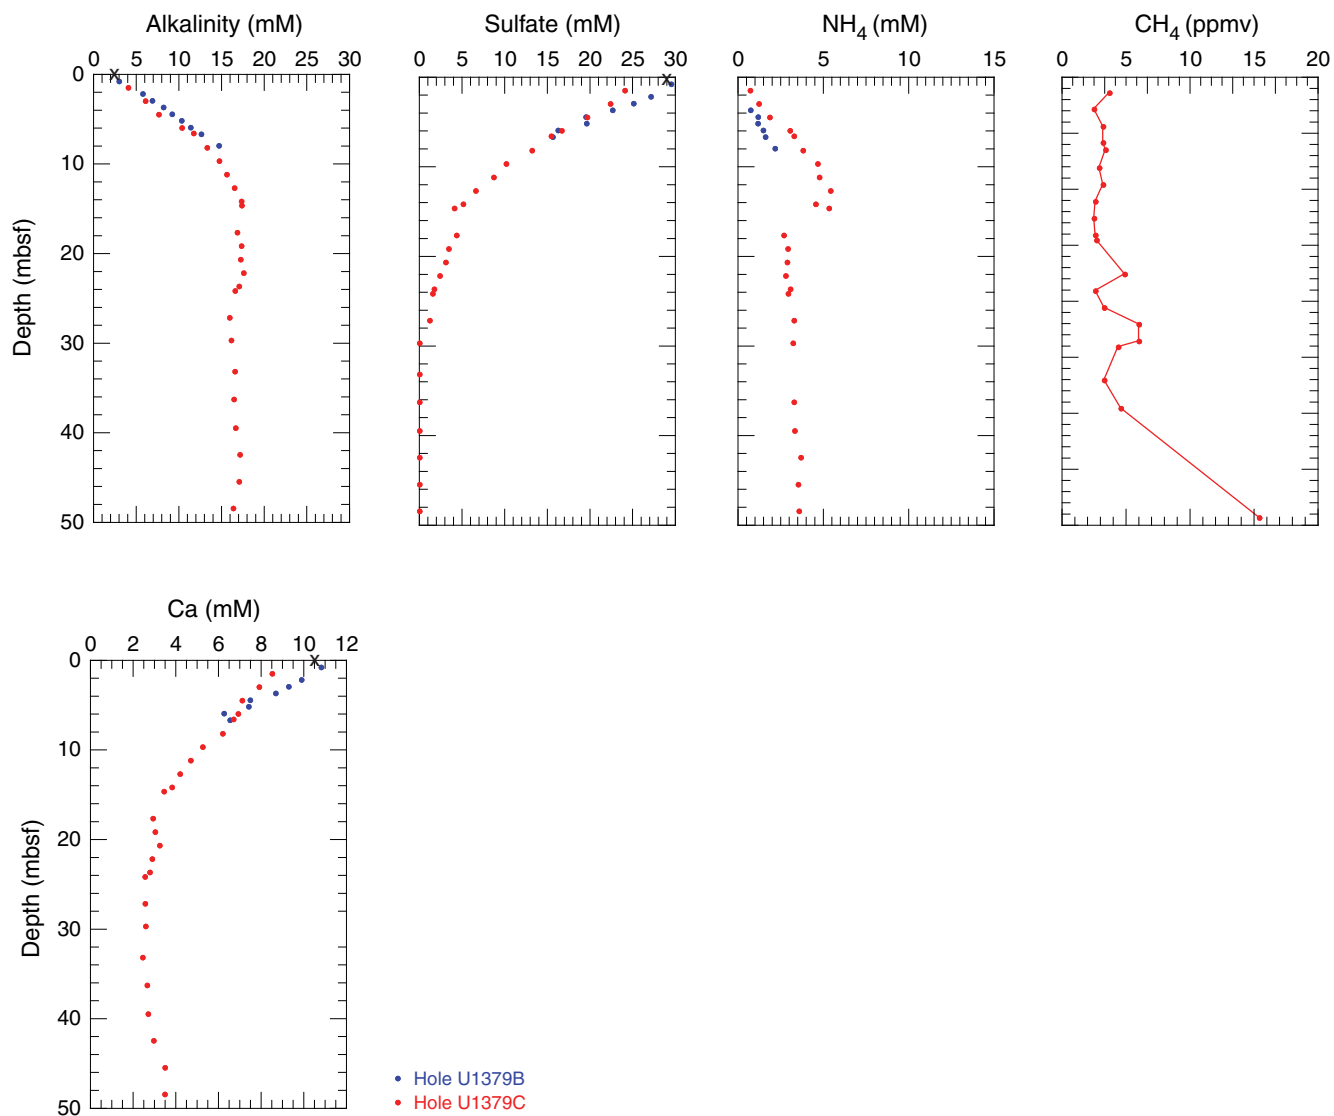 Alkalinity (mM) Sulfate (mM) NH4 (mM) CH4 (ppmv)
0 5 10 15 20 25 30 0 5 10 15 20 25 30 0 5 10 15 0 5 10 15 20
x x
0
10
20
30
40
50
Depth (mbsf)
Ca (mM)
0 2 4 6 8 10 12
x
0
10
20
30
40
50
Depth (mbsf)
Hole U1379B
Hole U1379C